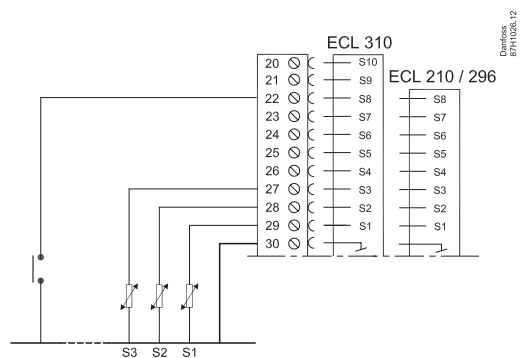 Danfoss
87H1026.12
ECL 310
ECL 210 / 296
20 S10
21 S9
22 S8 S8
23 S7 S7
24 S6 S6
25 S5 S5
26 S4 S4
27 S3 S3
28 S2 S2
29 S1 S1
30
S3 S2 S1